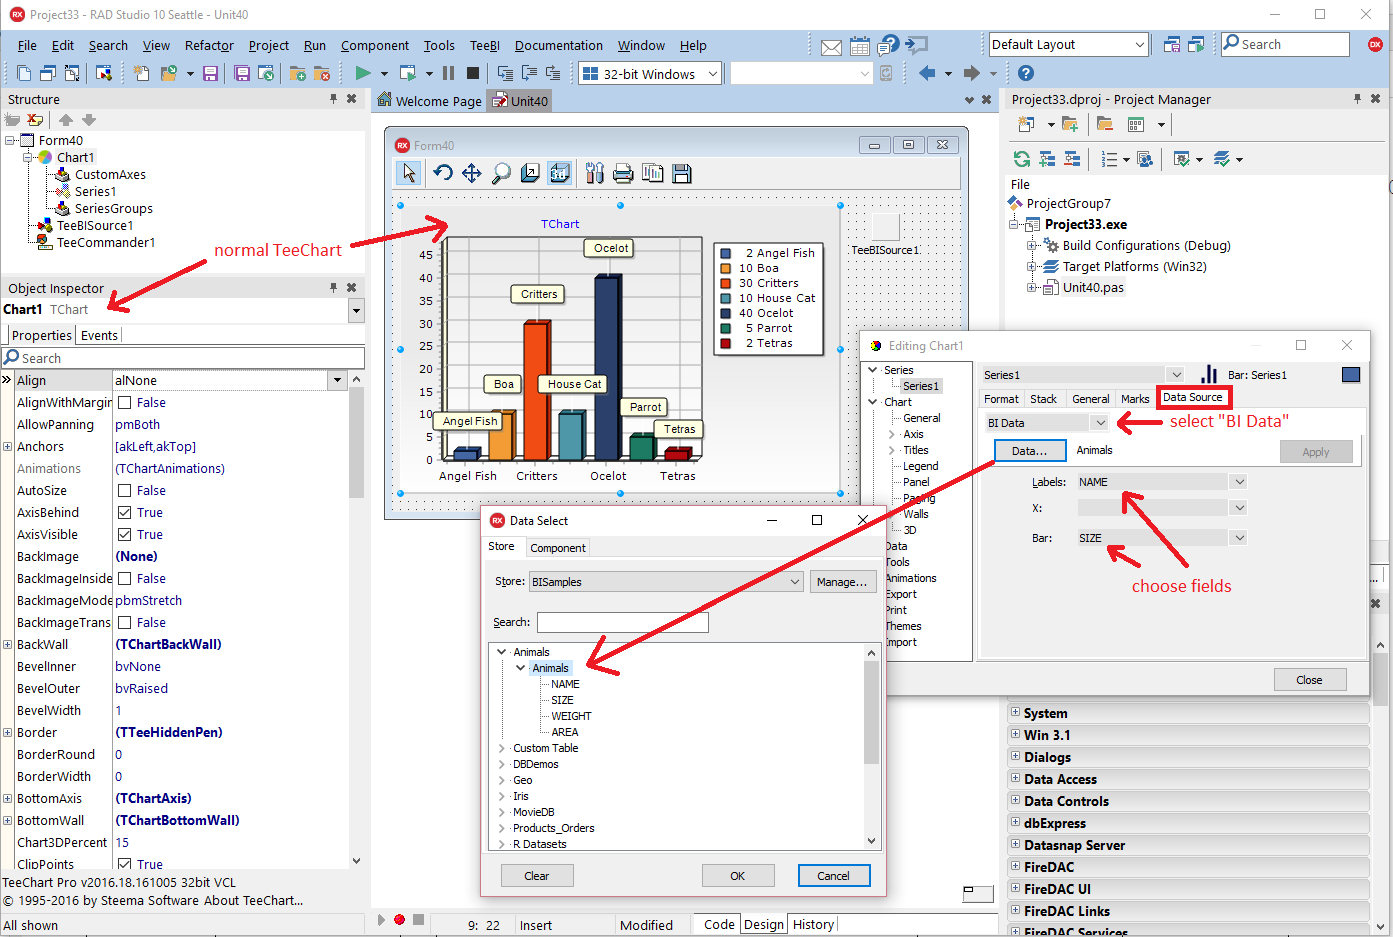 Project33 - RAD Studio 10 Seattle - Unit40
File Edit Search View Refactor Project Run Component Tools TeeBI Documentation Window Help
Default Layout
Search
32-bit Windows
Structure
Form40
Chart1
CustomAxes
Series1
SeriesGroups
TeeBISource1
TeeCommander1
normal TeeChart
Object Inspector
Chart1 TChart
Properties Events
Search
Align alNone
AlignWithMargin False
AllowPanning pmBoth
Anchors [akLeft,akTop]
Animations (TChartAnimations)
AutoSize False
AxisBehind True
AxisVisible True
BackImage (None)
BackImageInside False
BackImageMode pbmStretch
BackImageTrans False
BackWall (TChartBackWall)
BevelInner bvNone
BevelOuter bvRaised
BevelWidth 1
Border (TTeeHiddenPen)
BorderRound 0
BorderWidth 0
BottomAxis (TChartAxis)
BottomWall (TChartBottomWall)
Chart3DPercent 15
ClipPoints True
TeeChart Pro v2016.18.161005 32bit VCL
© 1995-2016 by Steema Software About TeeChart...
All shown
Welcome Page Unit40
Form40
TChart
45
40
35
30
25
20
15
10
5
0
Angel Fish
Boa
Critters
House Cat
Ocelot
Parrot
Tetras
Angel Fish Critters Ocelot Tetras
2 Angel Fish
10 Boa
30 Critters
10 House Cat
40 Ocelot
5 Parrot
2 Tetras
TeeBISource1
Data Select
Store Component
Store: BISamples Manage...
Search:
Animals
Animals
NAME
SIZE
WEIGHT
AREA
Custom Table
DBDemos
Geo
Iris
MovieDB
Products_Orders
R Datasets
Clear OK Cancel
9: 22 Insert Modified Code Design History
Project33.dproj - Project Manager
File
ProjectGroup7
Project33.exe
Build Configurations (Debug)
Target Platforms (Win32)
Unit40.pas
Editing Chart1
Series
Series1
Chart
General
Axis
Titles
Legend
Panel
Paging
Walls
3D
Data
Tools
Animations
Export
Print
Themes
Import
Series1 Bar: Series1
Format Stack General Marks Data Source
BI Data
select "BI Data"
Data... Animals Apply
Labels: NAME
X:
Bar: SIZE
choose fields
Close
System
Win 3.1
Dialogs
Data Access
Data Controls
dbExpress
Datasnap Server
FireDAC
FireDAC UI
FireDAC Links
FireDAC Services